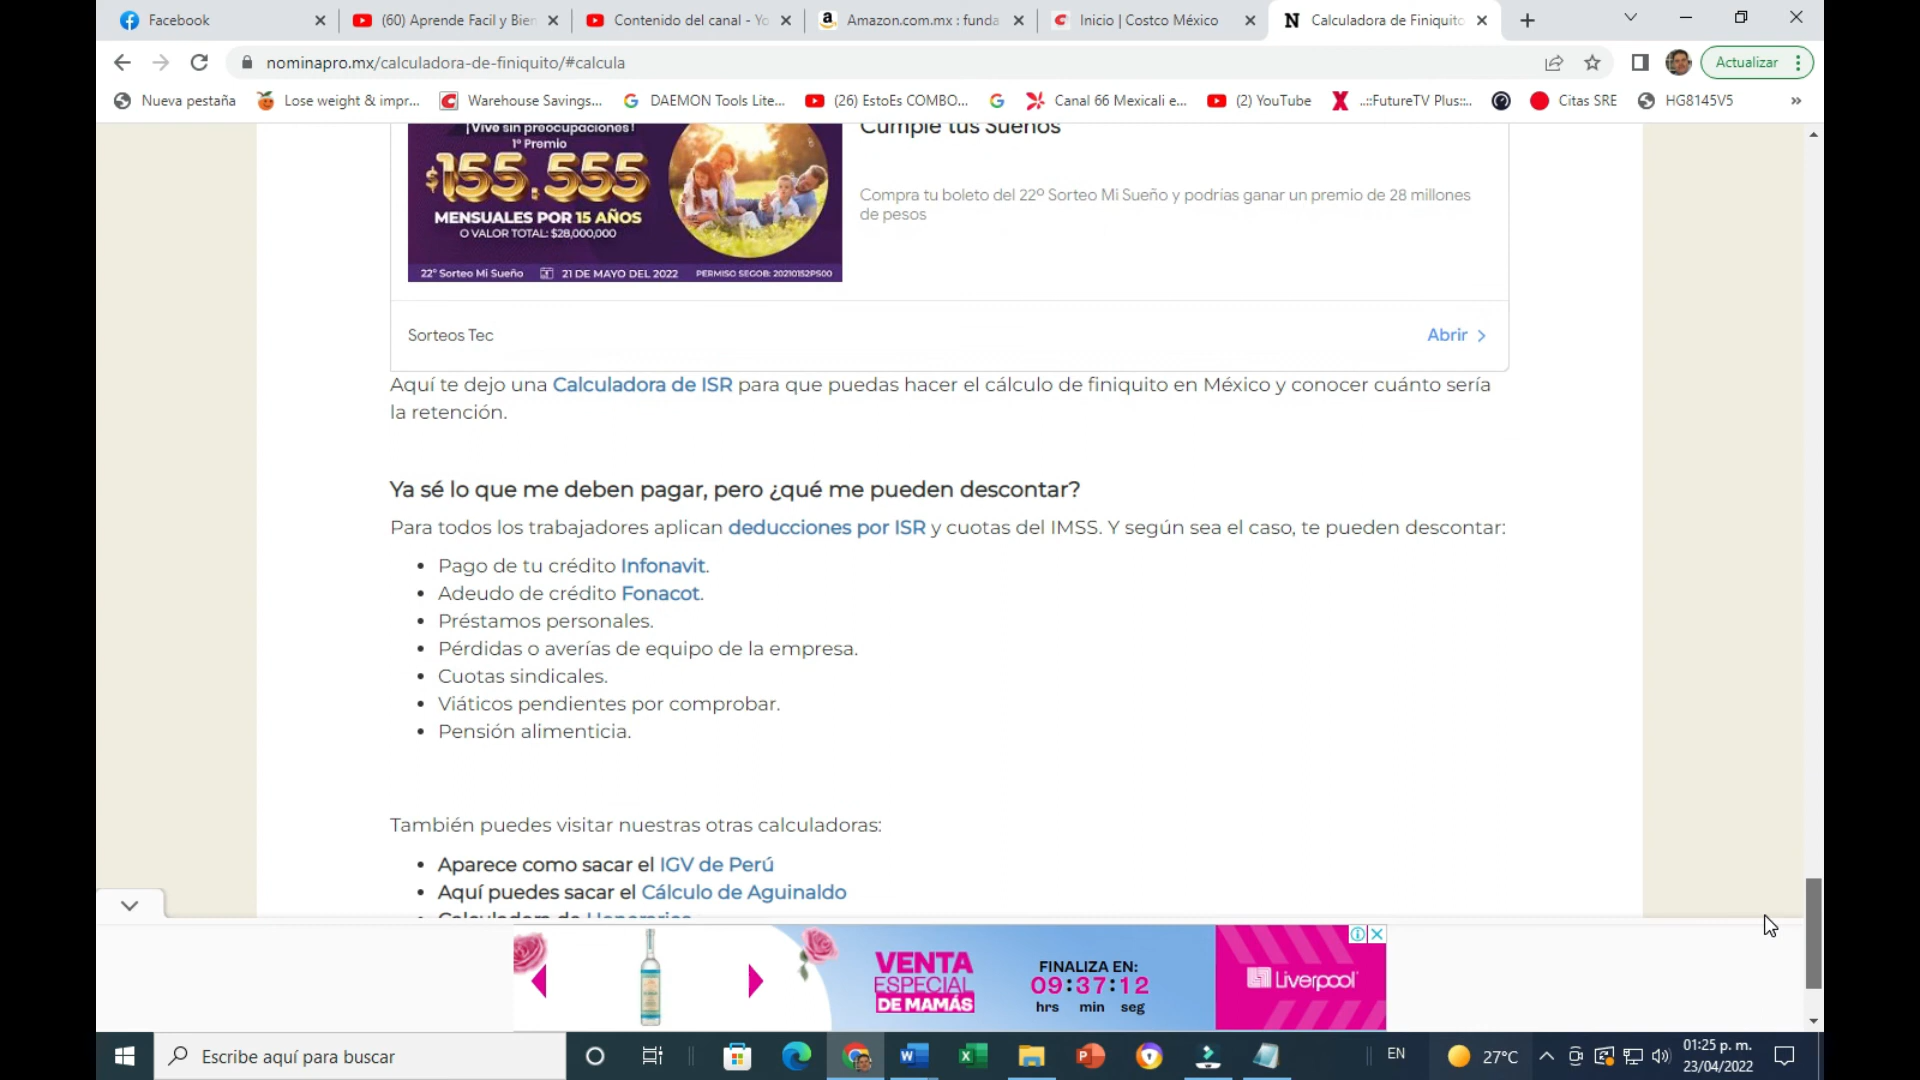 Facebook
(60) Aprende Facil y Bien
Contenido del canal - Yo
Amazon.com.mx : funda
Inicio | Costco México
Calculadora de Finiquito
nominapro.mx/calculadora-de-finiquito/#calcula
Actualizar
Nueva pestaña
Lose weight & impr...
Warehouse Savings...
DAEMON Tools Lite...
(26) EstoEs COMBO...
Canal 66 Mexicali e...
(2) YouTube
..::FutureTV Plus::..
Citas SRE
HG8145V5
»
¡Vive sin preocupaciones!
1º Premio
$155.555
MENSUALES POR 15 AÑOS
O VALOR TOTAL: $28,000,000
22º Sorteo Mi Sueño
21 DE MAYO DEL 2022
PERMISO SEGOB: 20210152PS00
Cumple tus Sueños
Compra tu boleto del 22º Sorteo Mi Sueño y podrías ganar un premio de 28 millones
de pesos
Sorteos Tec
Abrir
Aquí te dejo una Calculadora de ISR para que puedas hacer el cálculo de finiquito en México y conocer cuánto sería
la retención.
Ya sé lo que me deben pagar, pero ¿qué me pueden descontar?
Para todos los trabajadores aplican deducciones por ISR y cuotas del IMSS. Y según sea el caso, te pueden descontar:
• Pago de tu crédito Infonavit.
• Adeudo de crédito Fonacot.
• Préstamos personales.
• Pérdidas o averías de equipo de la empresa.
• Cuotas sindicales.
• Viáticos pendientes por comprobar.
• Pensión alimenticia.
También puedes visitar nuestras otras calculadoras:
• Aparece como sacar el IGV de Perú
• Aquí puedes sacar el Cálculo de Aguinaldo
• Calculadora de Honorarios
VENTA
ESPECIAL
DE MAMÁS
FINALIZA EN:
09:37:12
hrs min seg
Liverpool
Escribe aquí para buscar
EN
27°C
01:25 p. m.
23/04/2022